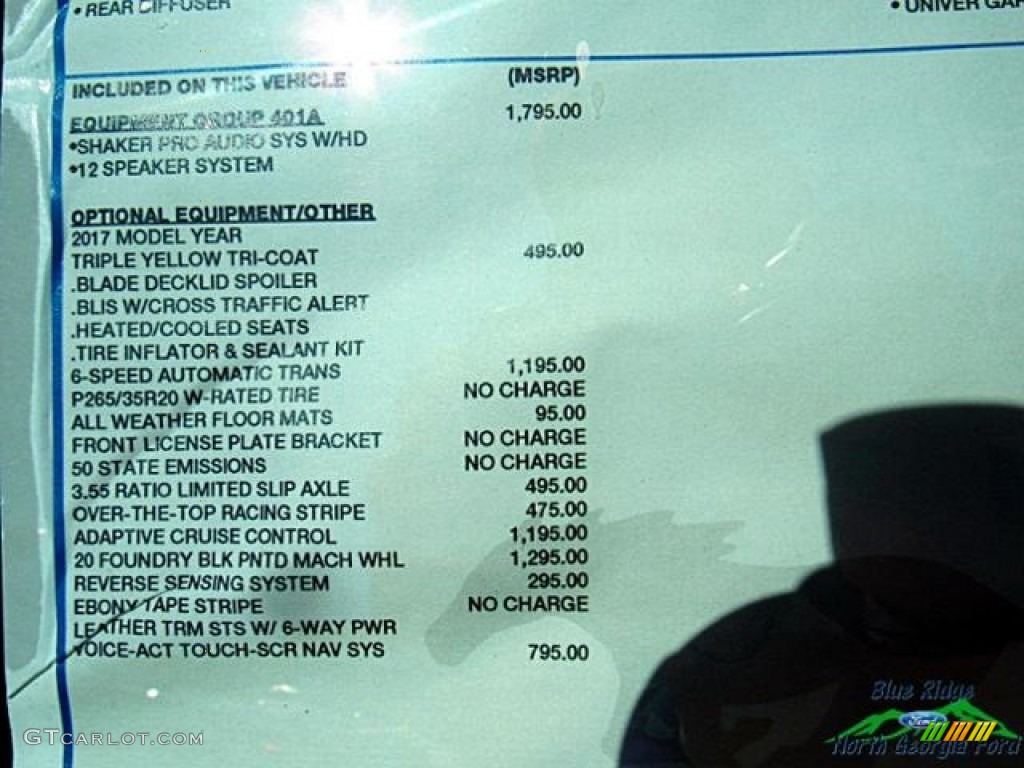 • REAR DIFFUSER
• UNIVER GAR
INCLUDED ON THIS VEHICLE (MSRP)
EQUIPMENT GROUP 401A 1,795.00
•SHAKER PRO AUDIO SYS W/HD
•12 SPEAKER SYSTEM
OPTIONAL EQUIPMENT/OTHER
2017 MODEL YEAR
TRIPLE YELLOW TRI-COAT 495.00
.BLADE DECKLID SPOILER
.BLIS W/CROSS TRAFFIC ALERT
.HEATED/COOLED SEATS
.TIRE INFLATOR & SEALANT KIT
6-SPEED AUTOMATIC TRANS 1,195.00
P265/35R20 W-RATED TIRE NO CHARGE
ALL WEATHER FLOOR MATS 95.00
FRONT LICENSE PLATE BRACKET NO CHARGE
50 STATE EMISSIONS NO CHARGE
3.55 RATIO LIMITED SLIP AXLE 495.00
OVER-THE-TOP RACING STRIPE 475.00
ADAPTIVE CRUISE CONTROL 1,195.00
20 FOUNDRY BLK PNTD MACH WHL 1,295.00
REVERSE SENSING SYSTEM 295.00
EBONY TAPE STRIPE NO CHARGE
LEATHER TRM STS W/ 6-WAY PWR
VOICE-ACT TOUCH-SCR NAV SYS 795.00
Blue Ridge
Ford
North Georgia Ford
GTCARLOT.COM